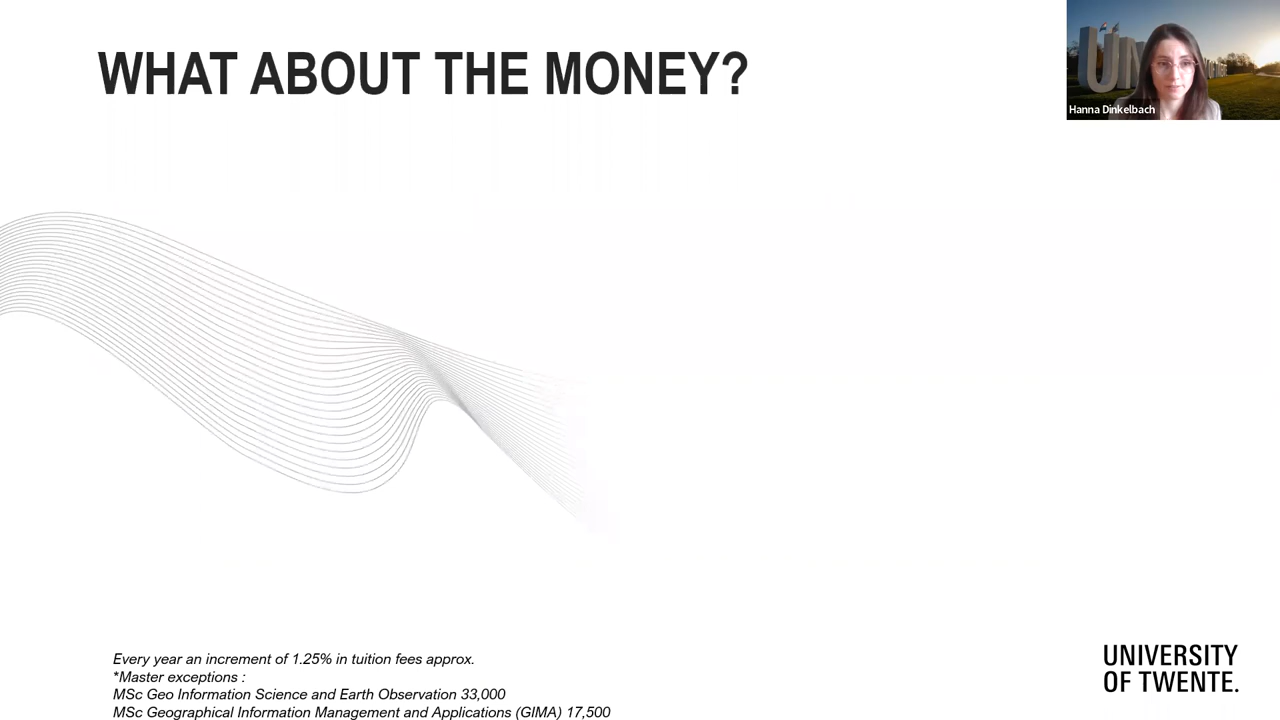 WHAT ABOUT THE MONEY?
UN
Hanna Dinkelbach
Every year an increment of 1.25% in tuition fees approx.
*Master exceptions :
MSc Geo Information Science and Earth Observation 33,000
MSc Geographical Information Management and Applications (GIMA) 17,500
UNIVERSITY
OF TWENTE.